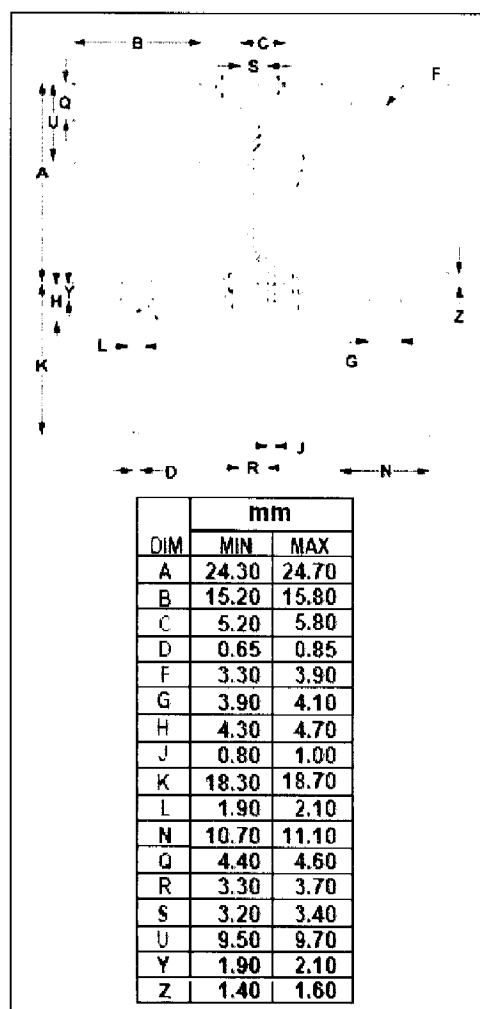 B C
S
F
Q
U
A
Y
H
Z
L
G
K
J
D R N
mm
DIM MIN MAX
A 24.30 24.70
B 15.20 15.80
C 5.20 5.80
D 0.65 0.85
F 3.30 3.90
G 3.90 4.10
H 4.30 4.70
J 0.80 1.00
K 18.30 18.70
L 1.90 2.10
N 10.70 11.10
Q 4.40 4.60
R 3.30 3.70
S 3.20 3.40
U 9.50 9.70
Y 1.90 2.10
Z 1.40 1.60